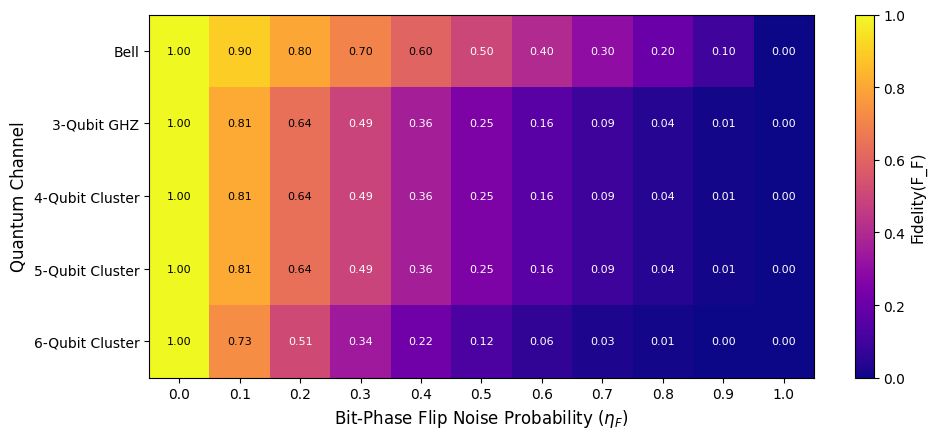 Quantum Channel
Bell 1.00 0.90 0.80 0.70 0.60 0.50 0.40 0.30 0.20 0.10 0.00
3-Qubit GHZ 1.00 0.81 0.64 0.49 0.36 0.25 0.16 0.09 0.04 0.01 0.00
4-Qubit Cluster 1.00 0.81 0.64 0.49 0.36 0.25 0.16 0.09 0.04 0.01 0.00
5-Qubit Cluster 1.00 0.81 0.64 0.49 0.36 0.25 0.16 0.09 0.04 0.01 0.00
6-Qubit Cluster 1.00 0.73 0.51 0.34 0.22 0.12 0.06 0.03 0.01 0.00 0.00
0.0 0.1 0.2 0.3 0.4 0.5 0.6 0.7 0.8 0.9 1.0
Bit-Phase Flip Noise Probability (η_F)
1.0
0.8
0.6
0.4
0.2
0.0
Fidelity(F_F)